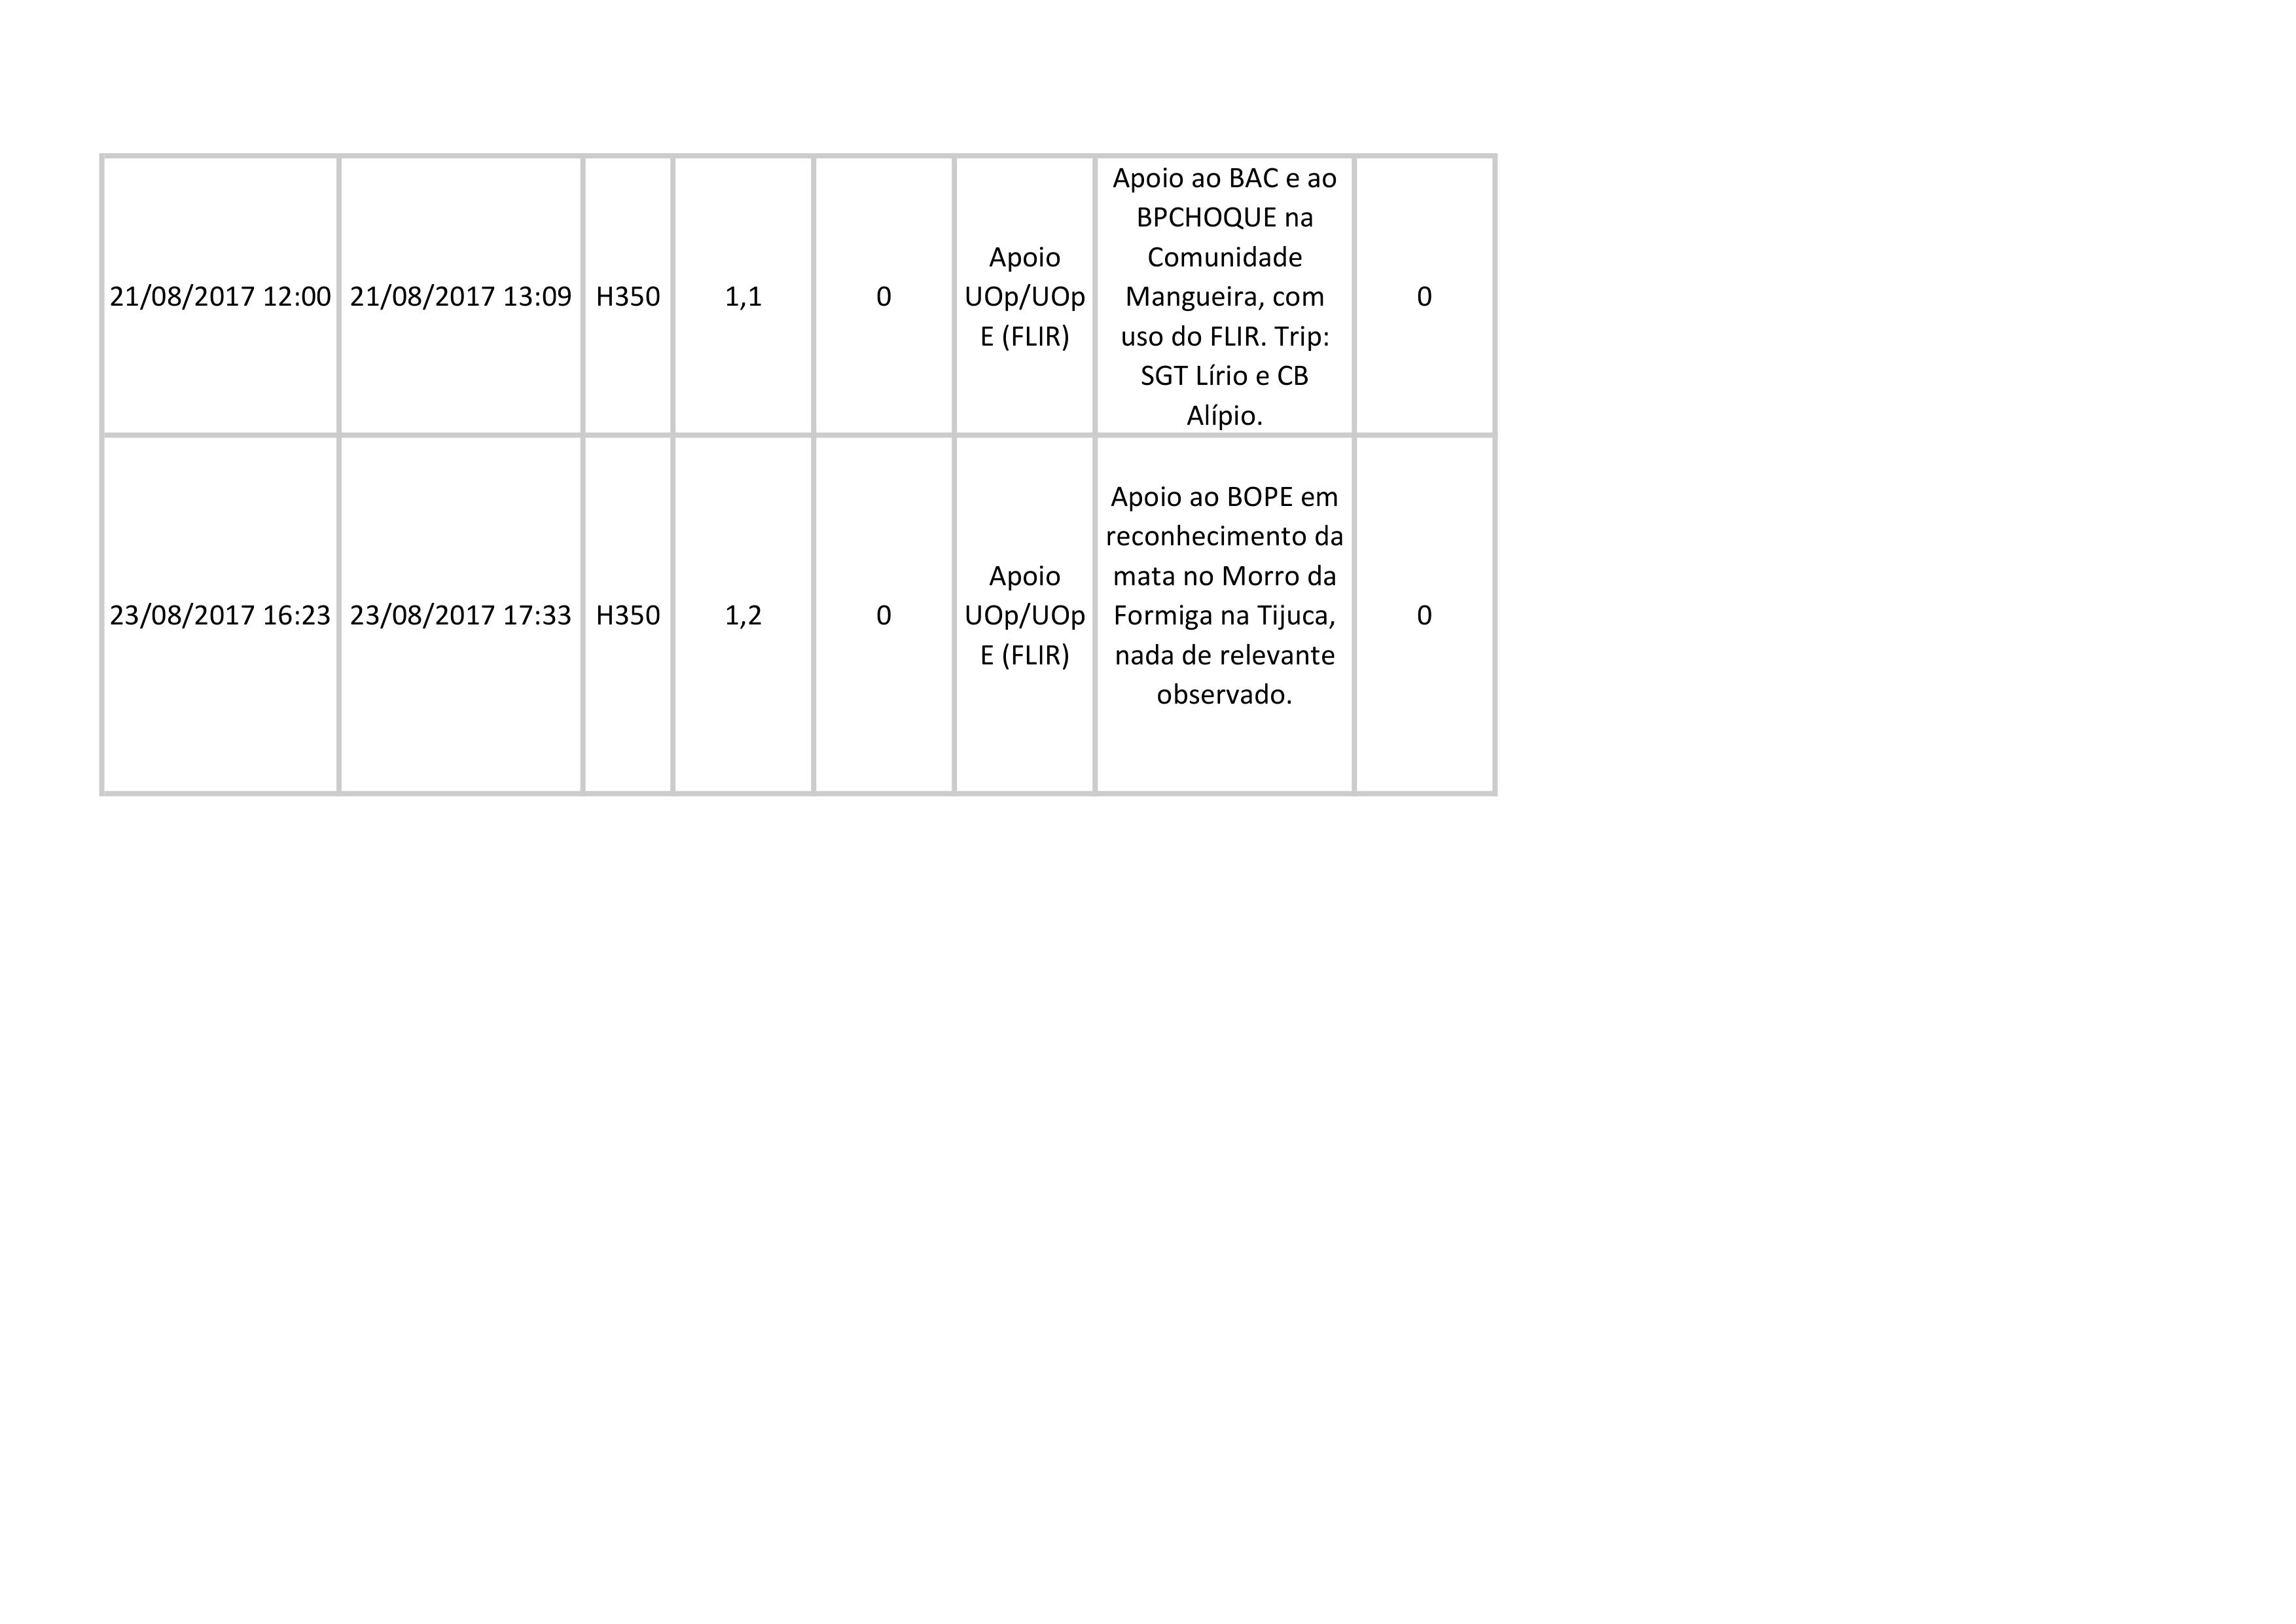 21/08/2017 12:00
21/08/2017 13:09
H350
1,1
0
Apoio
UOp/UOp
E (FLIR)
Apoio ao BAC e ao
BPCHOQUE na
Comunidade
Mangueira, com
uso do FLIR. Trip:
SGT Lírio e CB
Alípio.
0
23/08/2017 16:23
23/08/2017 17:33
H350
1,2
0
Apoio
UOp/UOp
E (FLIR)
Apoio ao BOPE em
reconhecimento da
mata no Morro da
Formiga na Tijuca,
nada de relevante
observado.
0